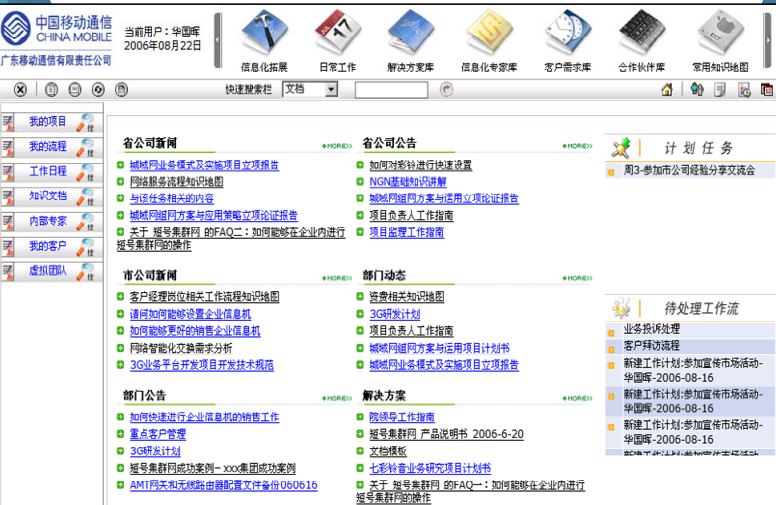 中国移动通信
CHINA MOBILE
广东移动通信有限责任公司
当前用户：华国晖
2006年08月22日
信息化拓展
日常工作
解决方案库
信息化专家库
客户需求库
合作伙伴库
常用知识地图
快速搜索栏
文档
我的项目
我的流程
工作日程
知识文档
内部专家
我的客户
虚拟团队
省公司新闻
MORE
城域网业务模式及实施项目立项报告
网络服务流程知识地图
与该任务相关的内容
城域网组网方案与应用策略立项论证报告
关于 短号集群网 的FAQ二：如何能够在企业内进行
短号集群网的操作
省公司公告
MORE
如何对彩铃进行快速设置
NGN基础知识讲解
城域网组网方案与运用立项论证报告
项目负责人工作指南
项目监理工作指南
市公司新闻
MORE
客户经理岗位相关工作流程知识地图
请问如何能够设置企业信息机
如何能够更好的销售企业信息机
网络智能化交换需求分析
3G业务平台开发项目开发技术规范
部门动态
MORE
资费相关知识地图
3G研发计划
项目负责人工作指南
城域网组网方案与运用项目计划书
城域网业务模式及实施项目立项报告
部门公告
MORE
如何快速进行企业信息机的销售工作
重点客户管理
3G研发计划
短号集群网成功案例－xxx集团成功案例
AMT网关和无线路由器配置文件备份060616
解决方案
MORE
院领导工作指南
短号集群网 产品说明书 2006-6-20
文档模板
七彩铃音业务研究项目计划书
关于 短号集群网 的FAQ一：如何能够在企业内进行
短号集群网的操作
计划任务
周3-参加市公司经验分享交流会
待处理工作流
业务投诉处理
客户拜访流程
新建工作计划:参加宣传市场活动-
华国晖-2006-08-16
新建工作计划:参加宣传市场活动-
华国晖-2006-08-16
新建工作计划:参加宣传市场活动-
华国晖-2006-08-16
新建工作计划:参加宣传市场活动-